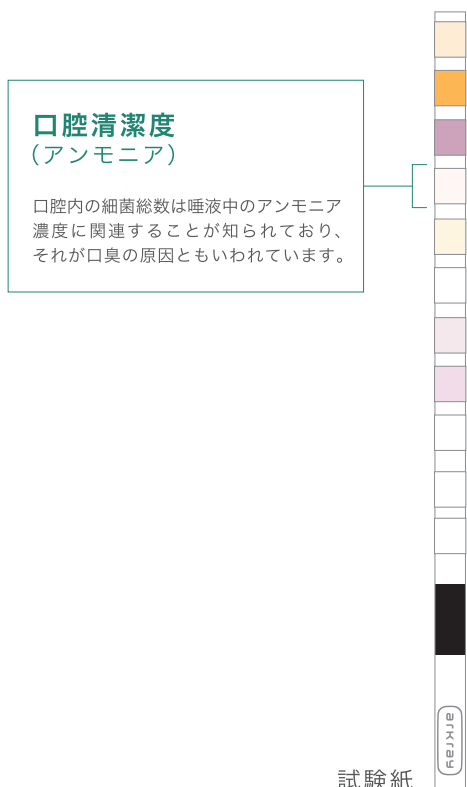 口腔清潔度
（アンモニア）
口腔内の細菌総数は唾液中のアンモニア
濃度に関連することが知られており、
それが口臭の原因ともいわれています。
arkray
試験紙